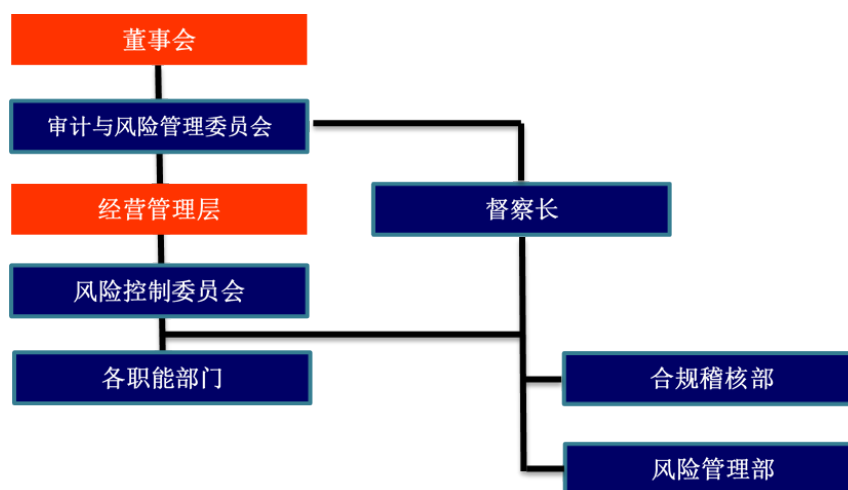 董事会
审计与风险管理委员会
经营管理层
督察长
风险控制委员会
各职能部门
合规稽核部
风险管理部